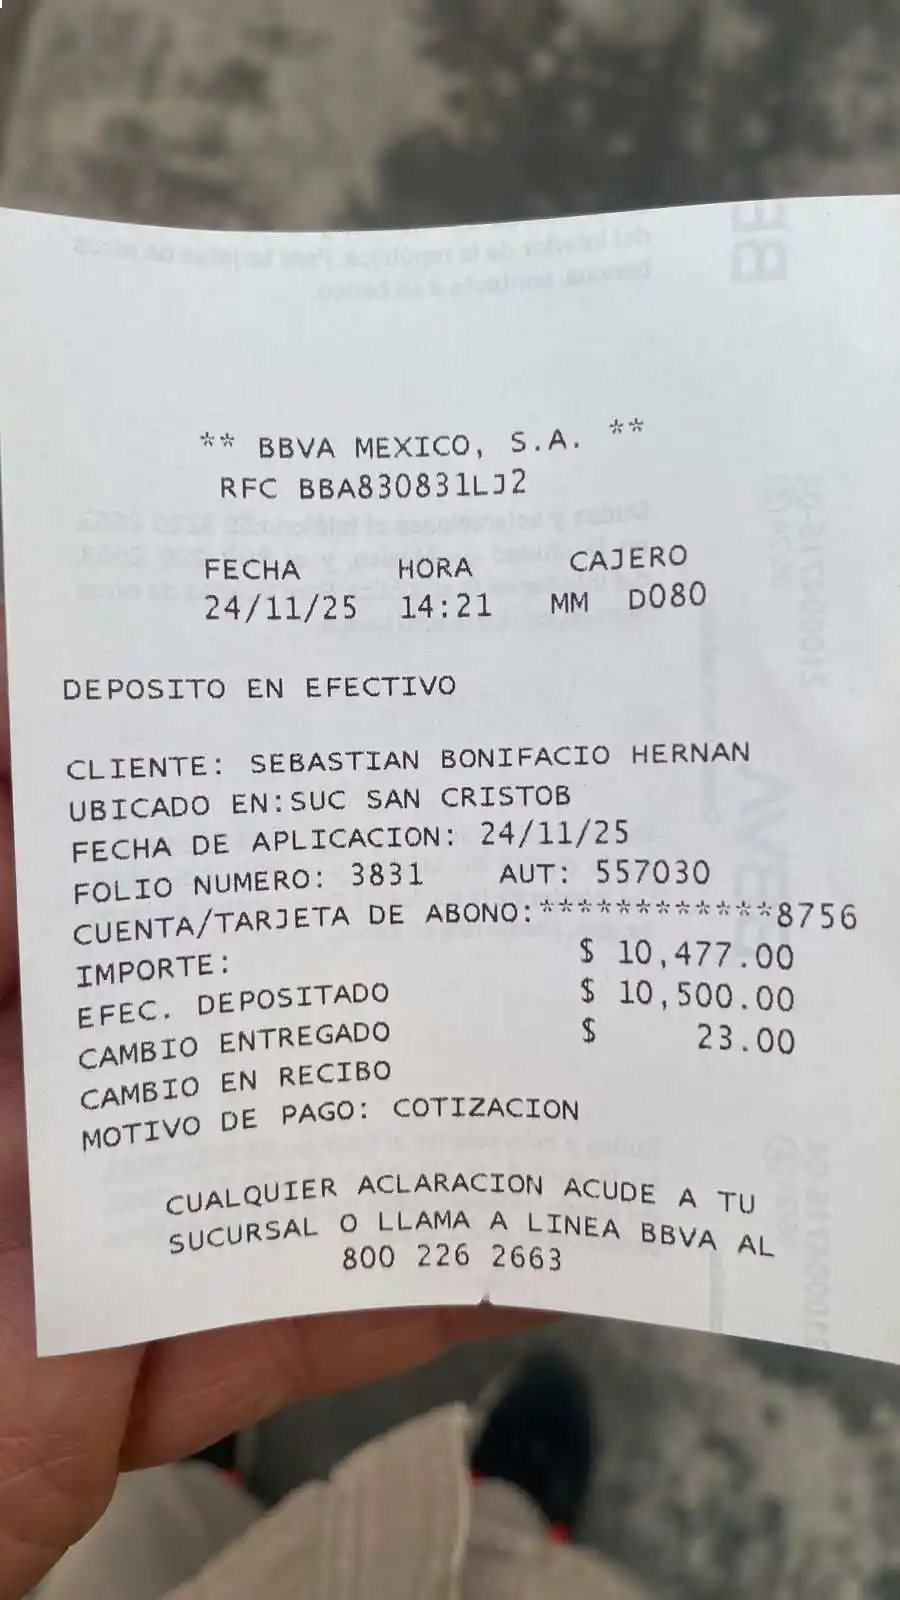 ** BBVA MEXICO, S.A. **
RFC BBA830831LJ2
FECHA HORA CAJERO
24/11/25 14:21 MM D080
DEPOSITO EN EFECTIVO
CLIENTE: SEBASTIAN BONIFACIO HERNAN
UBICADO EN:SUC SAN CRISTOB
FECHA DE APLICACION: 24/11/25
FOLIO NUMERO: 3831 AUT: 557030
CUENTA/TARJETA DE ABONO:************8756
IMPORTE: $ 10,477.00
EFEC. DEPOSITADO $ 10,500.00
CAMBIO ENTREGADO $ 23.00
CAMBIO EN RECIBO
MOTIVO DE PAGO: COTIZACION
CUALQUIER ACLARACION ACUDE A TU
SUCURSAL O LLAMA A LINEA BBVA AL
800 226 2663